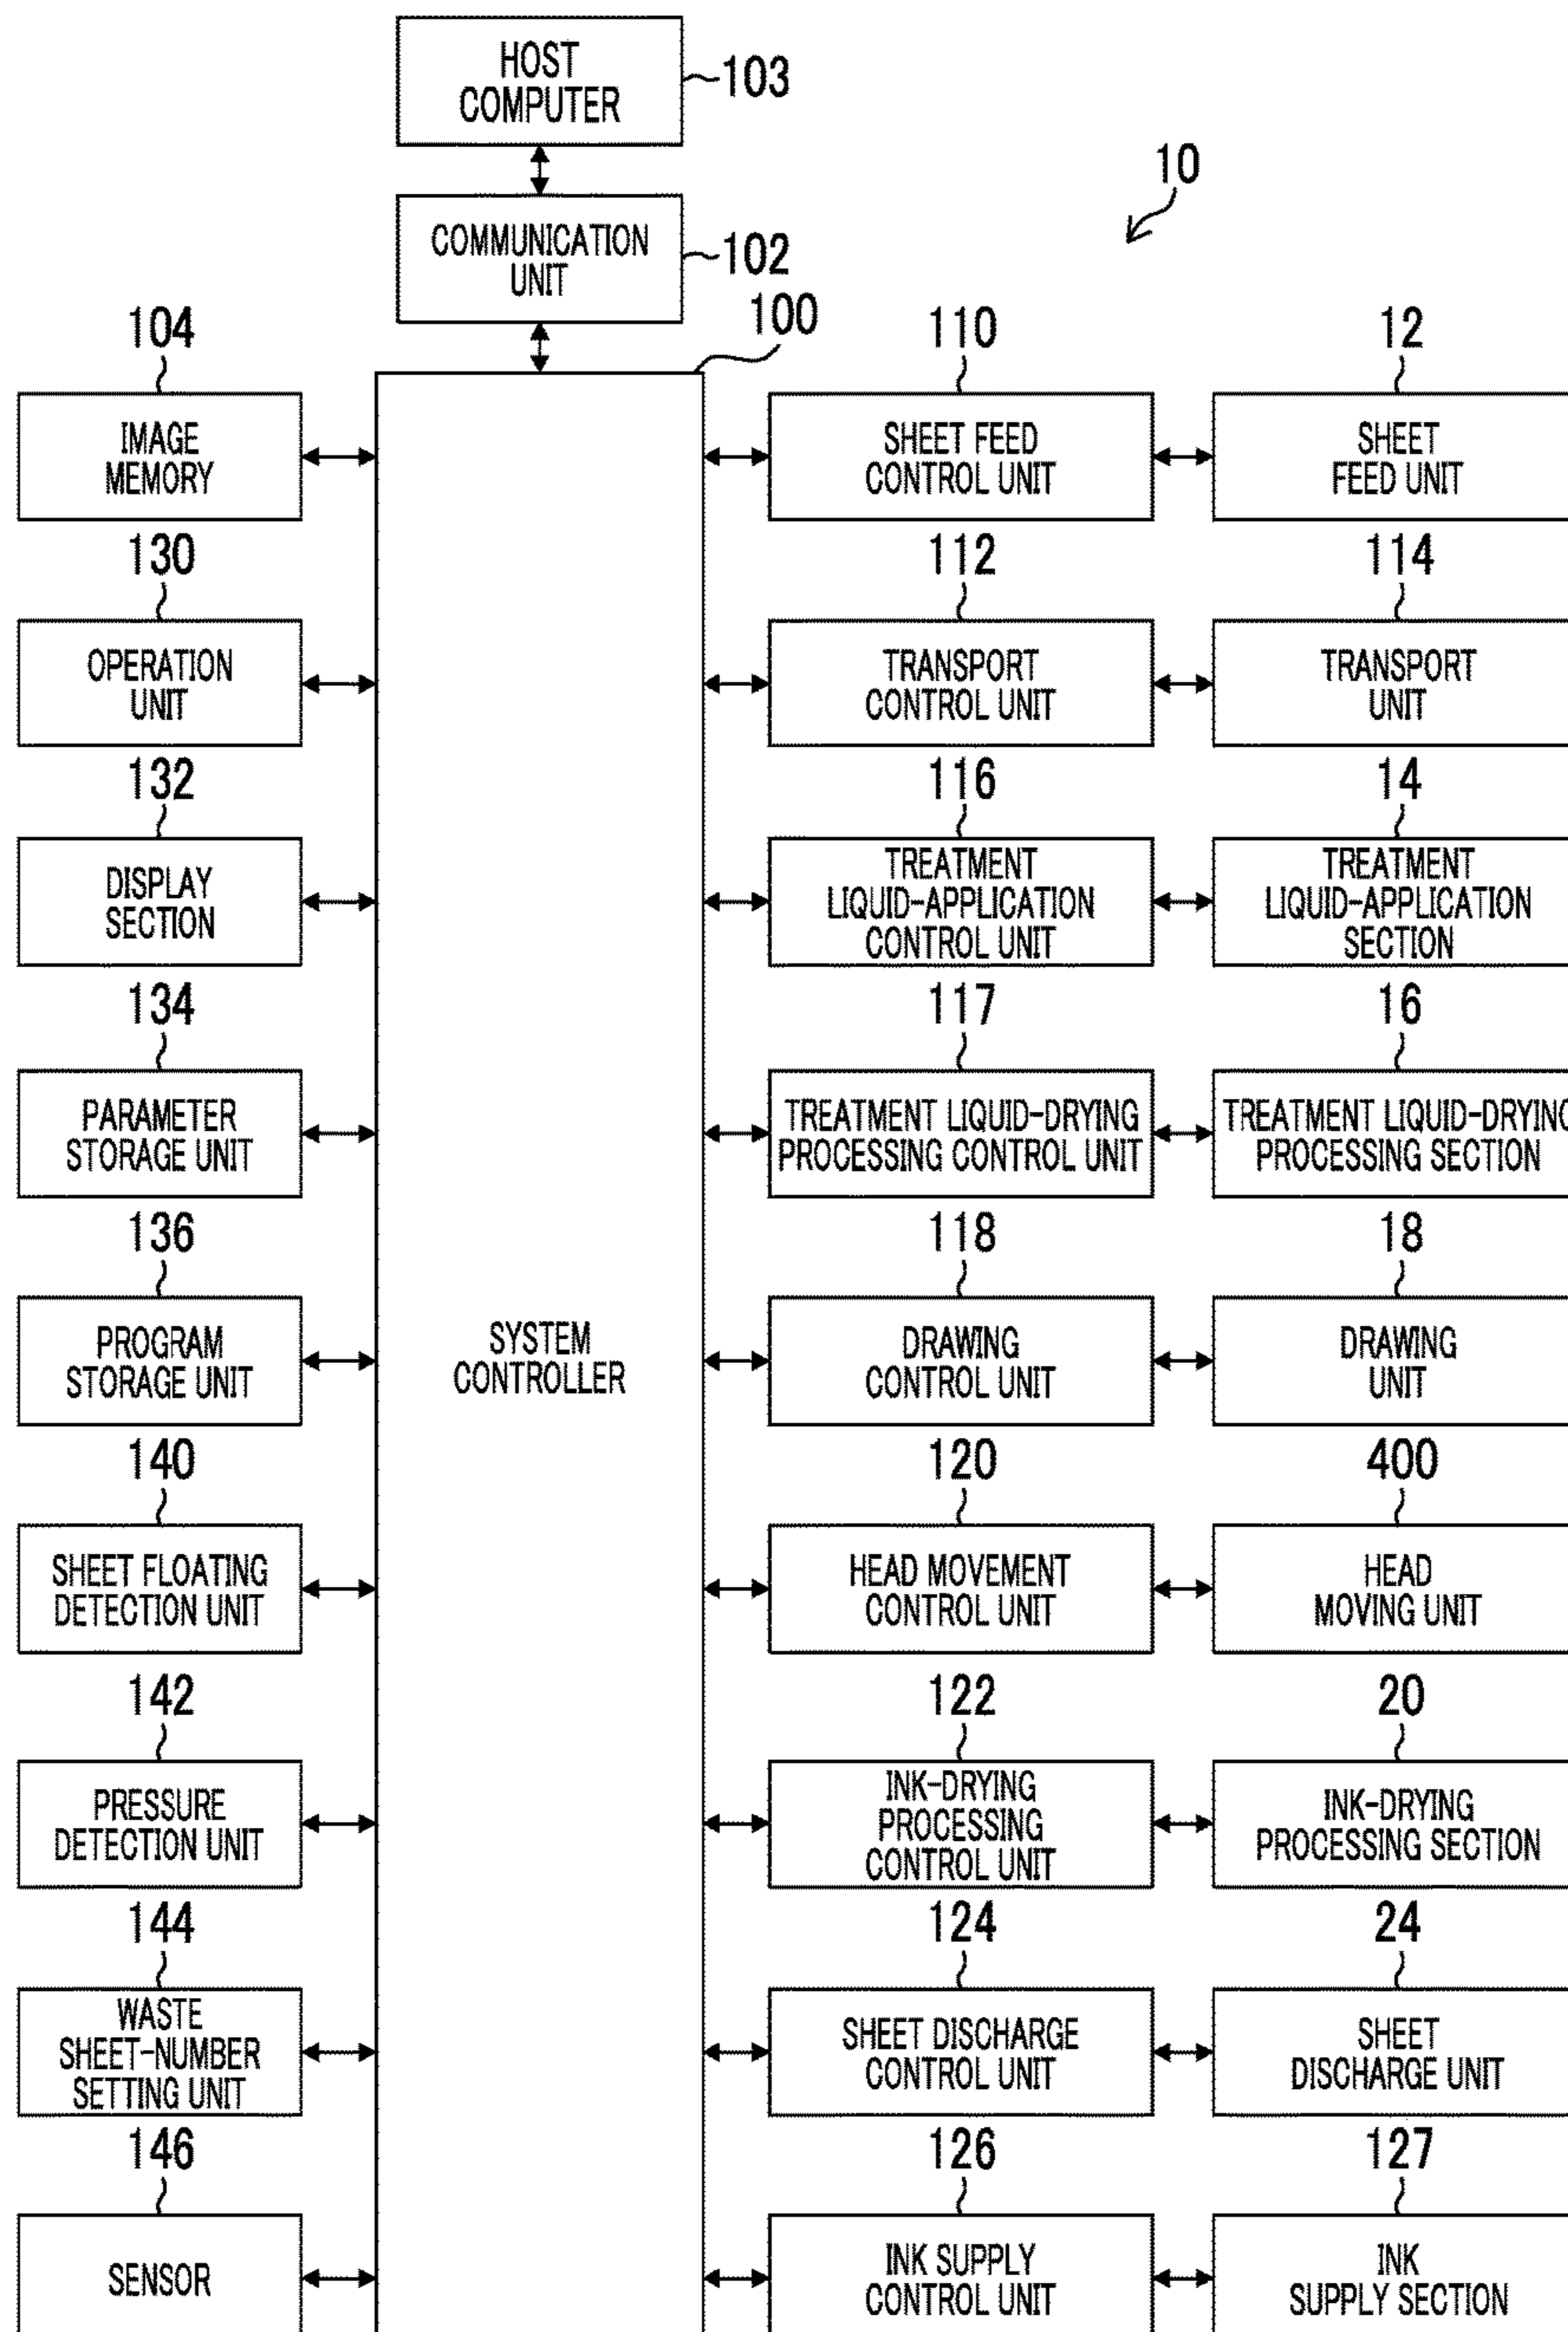 HOST
COMPUTER
103
10
COMMUNICATION
UNIT
102
100
104
110
12
IMAGE
MEMORY
SHEET FEED
CONTROL UNIT
SHEET
FEED UNIT
130
112
114
OPERATION
UNIT
TRANSPORT
CONTROL UNIT
TRANSPORT
UNIT
132
116
14
DISPLAY
SECTION
TREATMENT
LIQUID-APPLICATION
CONTROL UNIT
TREATMENT
LIQUID-APPLICATION
SECTION
134
117
16
PARAMETER
STORAGE UNIT
TREATMENT LIQUID-DRYING
PROCESSING CONTROL UNIT
TREATMENT LIQUID-DRYING
PROCESSING SECTION
136
118
18
PROGRAM
STORAGE UNIT
SYSTEM
CONTROLLER
DRAWING
CONTROL UNIT
DRAWING
UNIT
140
120
400
SHEET FLOATING
DETECTION UNIT
HEAD MOVEMENT
CONTROL UNIT
HEAD
MOVING UNIT
142
122
20
PRESSURE
DETECTION UNIT
INK-DRYING
PROCESSING
CONTROL UNIT
INK-DRYING
PROCESSING SECTION
144
124
24
WASTE
SHEET-NUMBER
SETTING UNIT
SHEET DISCHARGE
CONTROL UNIT
SHEET
DISCHARGE UNIT
146
126
127
SENSOR
INK SUPPLY
CONTROL UNIT
INK
SUPPLY SECTION